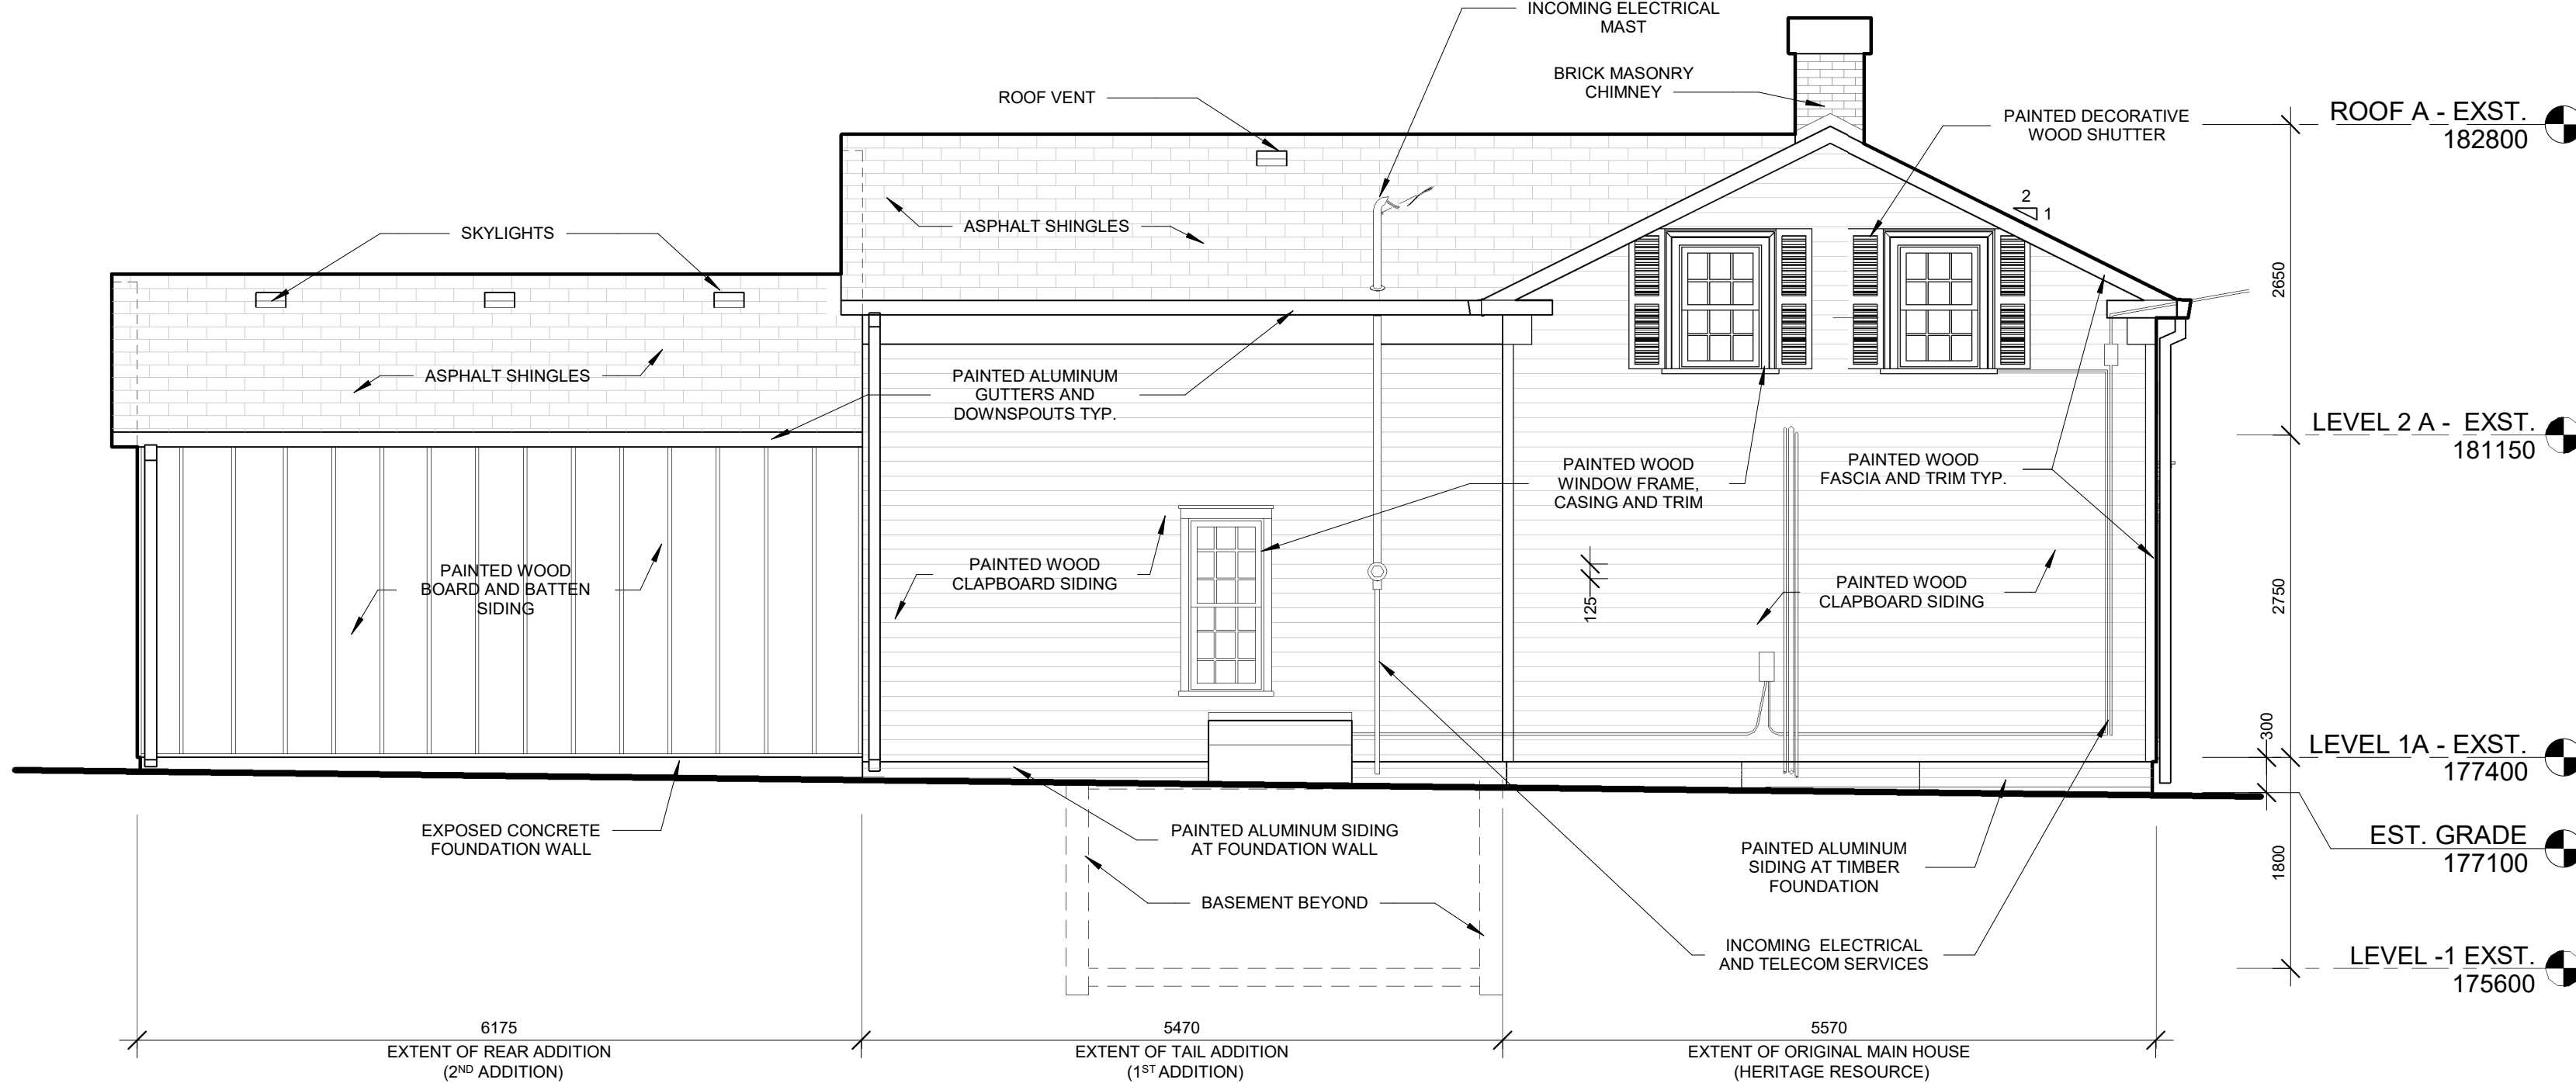 INCOMING ELECTRICAL
MAST
BRICK MASONRY
CHIMNEY
ROOF VENT
PAINTED DECORATIVE
WOOD SHUTTER
ROOF A - EXST.
182800
2
1
SKYLIGHTS
ASPHALT SHINGLES
2650
ASPHALT SHINGLES
PAINTED ALUMINUM
GUTTERS AND
DOWNSPOUTS TYP.
LEVEL 2 A - EXST.
181150
PAINTED WOOD
WINDOW FRAME,
CASING AND TRIM
PAINTED WOOD
FASCIA AND TRIM TYP.
PAINTED WOOD
BOARD AND BATTEN
SIDING
PAINTED WOOD
CLAPBOARD SIDING
125
PAINTED WOOD
CLAPBOARD SIDING
2750
300
LEVEL 1A - EXST.
177400
EXPOSED CONCRETE
FOUNDATION WALL
PAINTED ALUMINUM SIDING
AT FOUNDATION WALL
PAINTED ALUMINUM
SIDING AT TIMBER
FOUNDATION
EST. GRADE
177100
1800
BASEMENT BEYOND
INCOMING ELECTRICAL
AND TELECOM SERVICES
LEVEL -1 EXST.
175600
6175
EXTENT OF REAR ADDITION
(2ND ADDITION)
5470
EXTENT OF TAIL ADDITION
(1ST ADDITION)
5570
EXTENT OF ORIGINAL MAIN HOUSE
(HERITAGE RESOURCE)